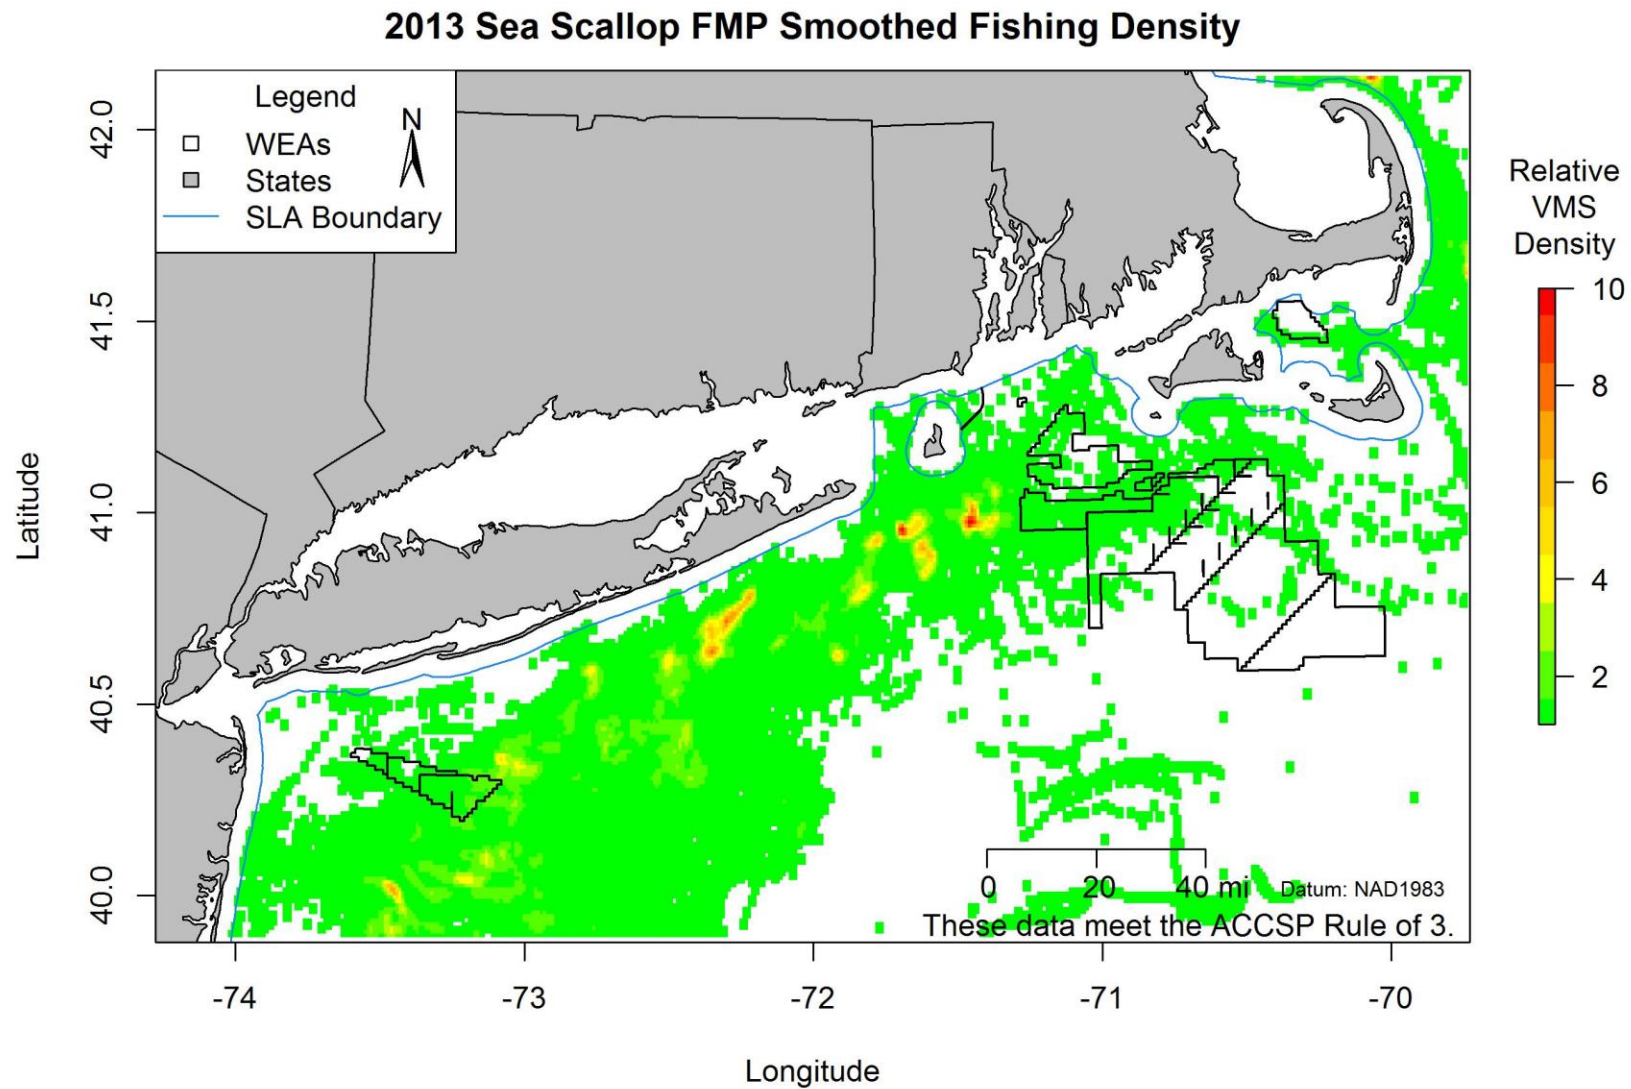 2013 Sea Scallop FMP Smoothed Fishing Density
Legend
N
WEAs
States
SLA Boundary
Relative
VMS
Density
10
8
6
4
2
Latitude
42.0
41.5
41.0
40.5
40.0
0 20 40 mi
Datum: NAD1983
These data meet the ACCSP Rule of 3.
-74 -73 -72 -71 -70
Longitude